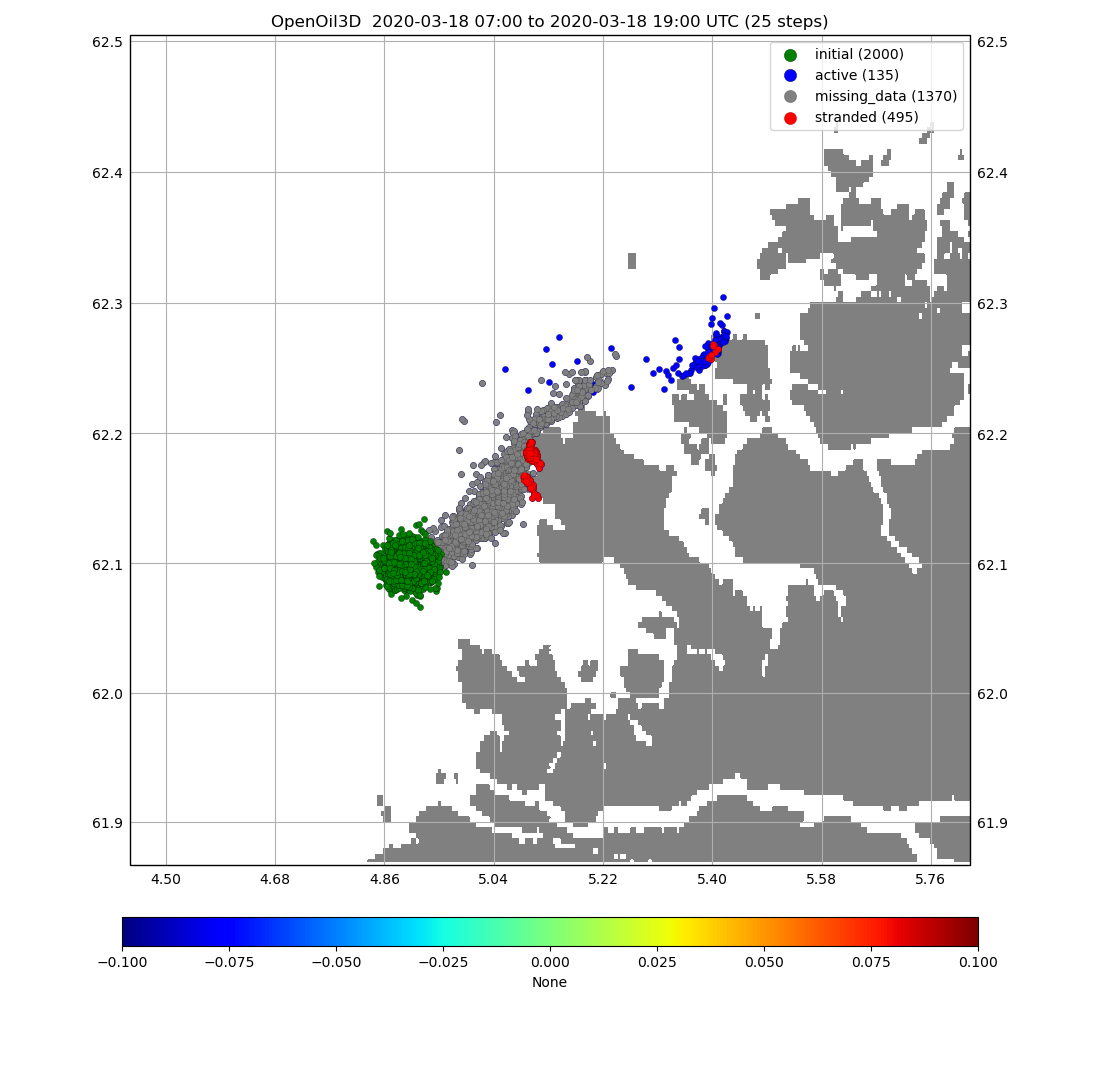 OpenOil3D 2020-03-18 07:00 to 2020-03-18 19:00 UTC (25 steps)
initial (2000)
active (135)
missing_data (1370)
stranded (495)
62.5 62.5
62.4 62.4
62.3 62.3
62.2 62.2
62.1 62.1
62.0 62.0
61.9 61.9
4.50 4.68 4.86 5.04 5.22 5.40 5.58 5.76
−0.100 −0.075 −0.050 −0.025 0.000 0.025 0.050 0.075 0.100
None